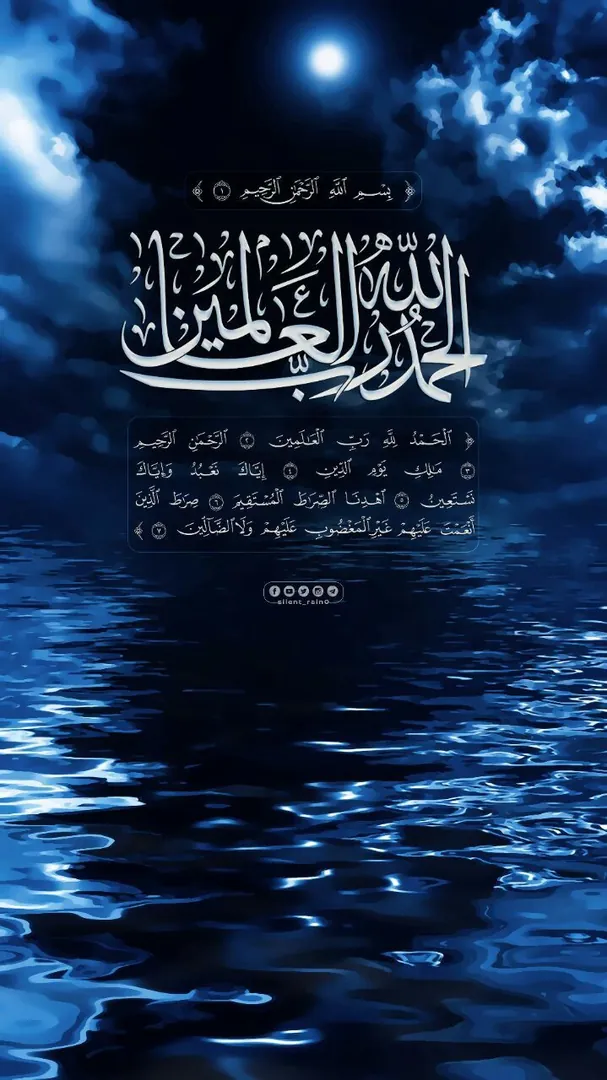 ﴿ بِسْمِ ٱللَّهِ ٱلرَّحْمَٰنِ ٱلرَّحِيمِ ١ ﴾
الحمدُ لله ربّ العالمين
﴿ ٱلْحَمْدُ لِلَّهِ رَبِّ ٱلْعَٰلَمِينَ ٢ ٱلرَّحْمَٰنِ ٱلرَّحِيمِ
٣ مَٰلِكِ يَوْمِ ٱلدِّينِ ٤ إِيَّاكَ نَعْبُدُ وَإِيَّاكَ
نَسْتَعِينُ ٥ ٱهْدِنَا ٱلصِّرَٰطَ ٱلْمُسْتَقِيمَ ٦ صِرَٰطَ ٱلَّذِينَ
أَنْعَمْتَ عَلَيْهِمْ غَيْرِ ٱلْمَغْضُوبِ عَلَيْهِمْ وَلَا ٱلضَّآلِّينَ ٧ ﴾
silent_rain0